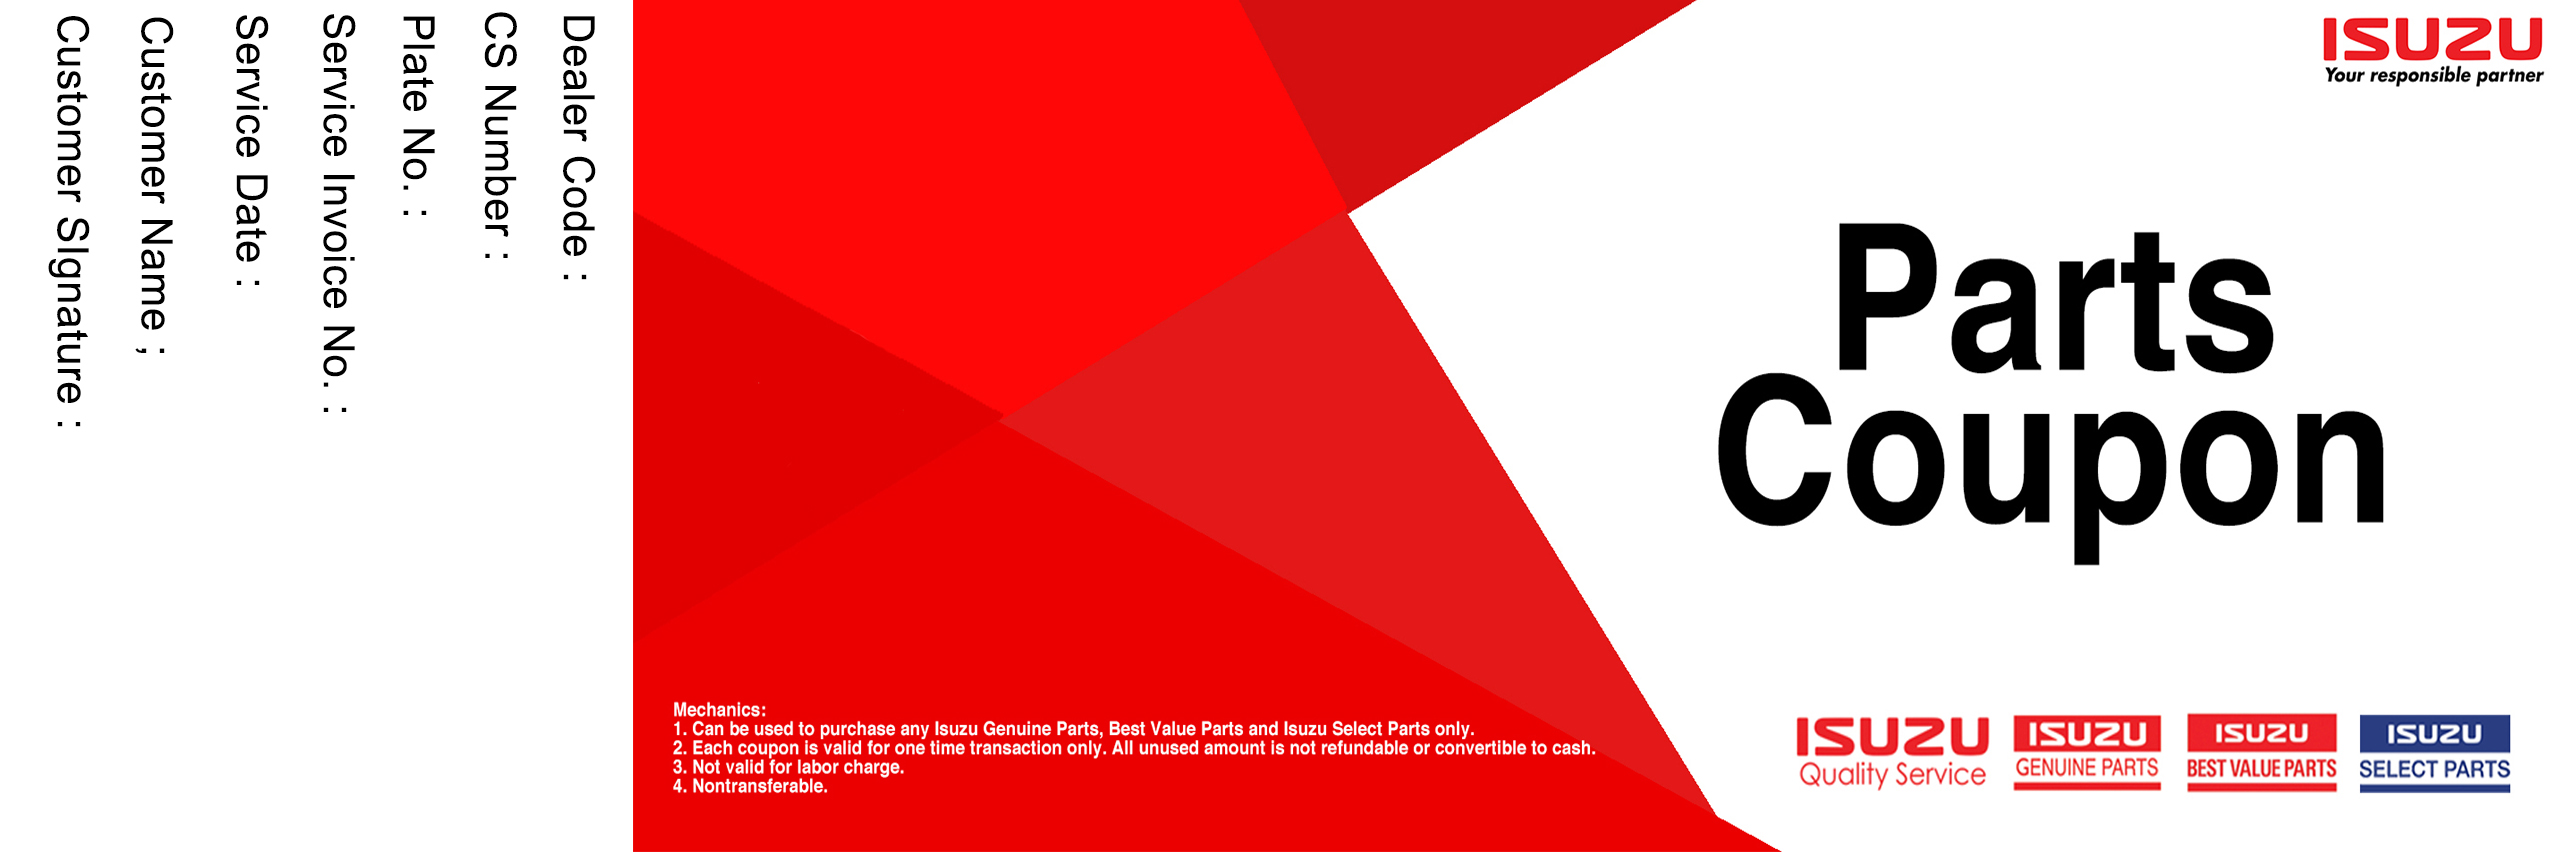 Dealer Code :
CS Number :
Plate No. :
Service Invoice No. :
Service Date :
Customer Name ;
Customer SIgnature :
ISUZU
Your responsible partner
Parts
Coupon
Mechanics:
1. Can be used to purchase any Isuzu Genuine Parts, Best Value Parts and Isuzu Select Parts only.
2. Each coupon is valid for one time transaction only. All unused amount is not refundable or convertible to cash.
3. Not valid for labor charge.
4. Nontransferable.
ISUZU
Quality Service
ISUZU
GENUINE PARTS
ISUZU
BEST VALUE PARTS
ISUZU
SELECT PARTS